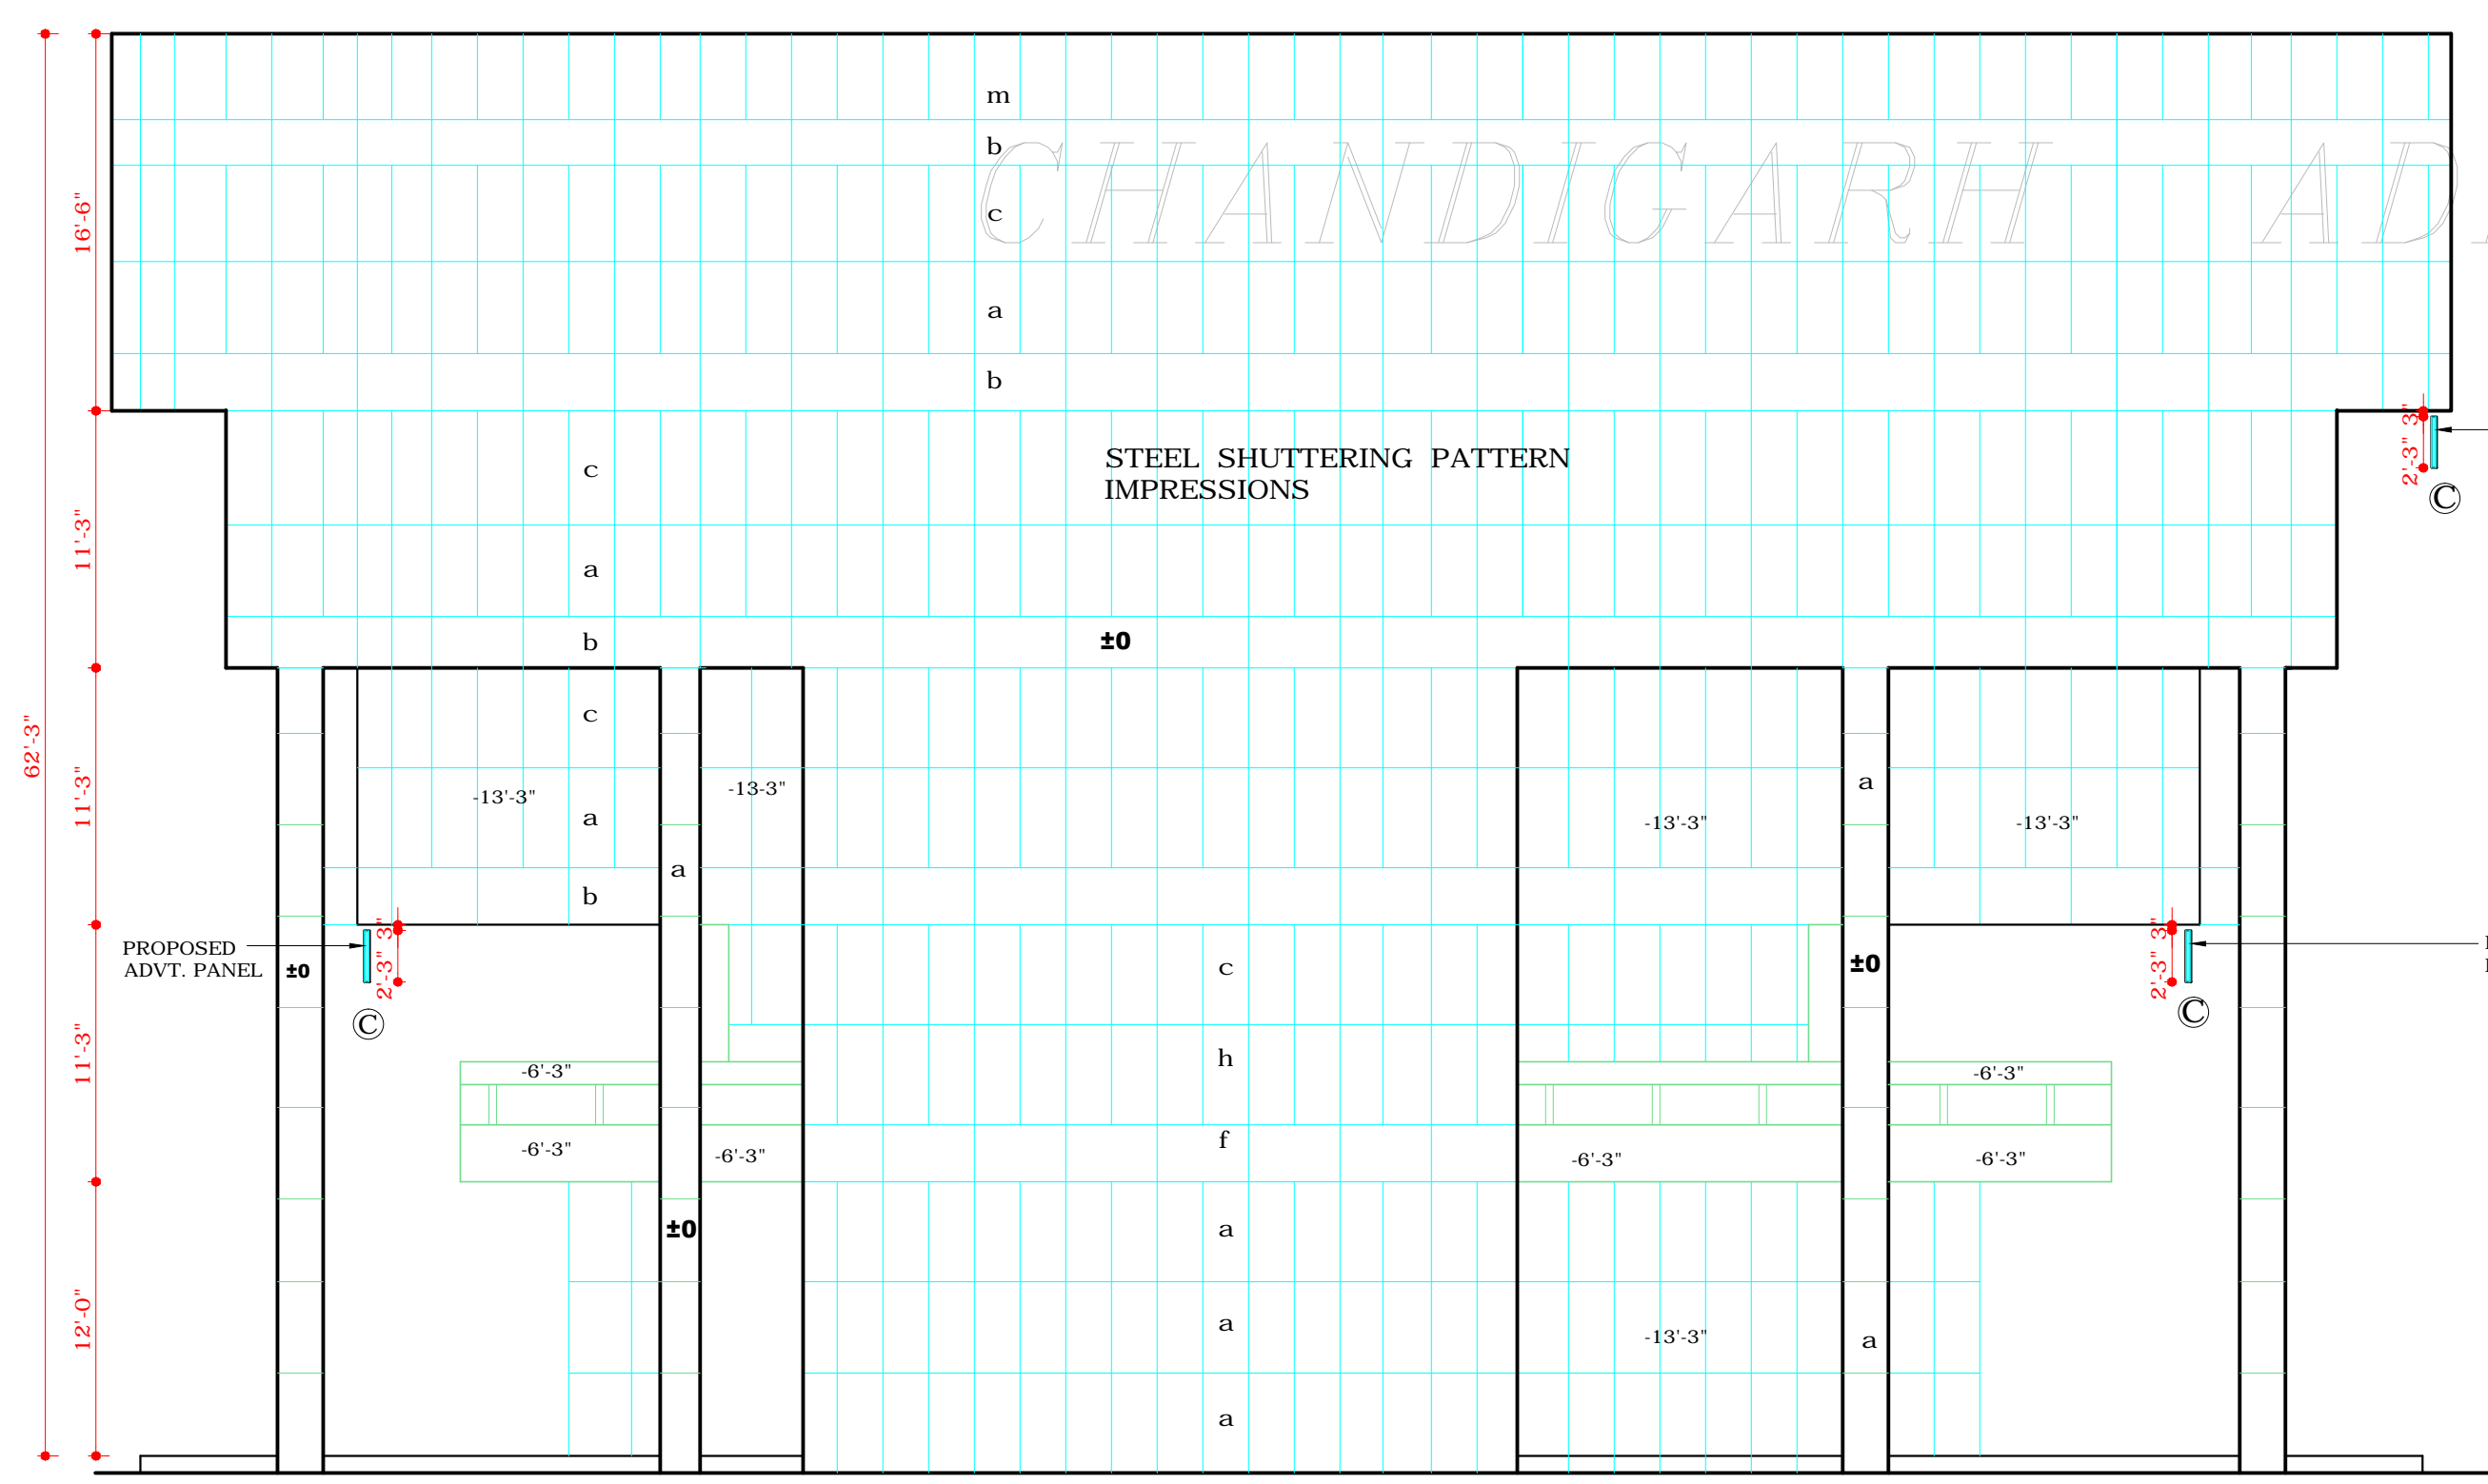 m
b
CHANDIGARH AD
c
16'-6"
a
b
STEEL SHUTTERING PATTERN
IMPRESSIONS
c
3"
2'-3"
©
11'-3"
a
b
±0
62'-3"
c
11'-3"
-13'-3"
-13-3"
a
-13'-3"
a
-13'-3"
a
b
PROPOSED
ADVT. PANEL
±0
3"
2'-3"
©
c
±0
3"
2'-3"
©
11'-3"
h
-6'-3"
-6'-3"
f
-6'-3"
-6'-3"
-6'-3"
-6'-3"
a
±0
12'-0"
a
-13'-3"
a
a